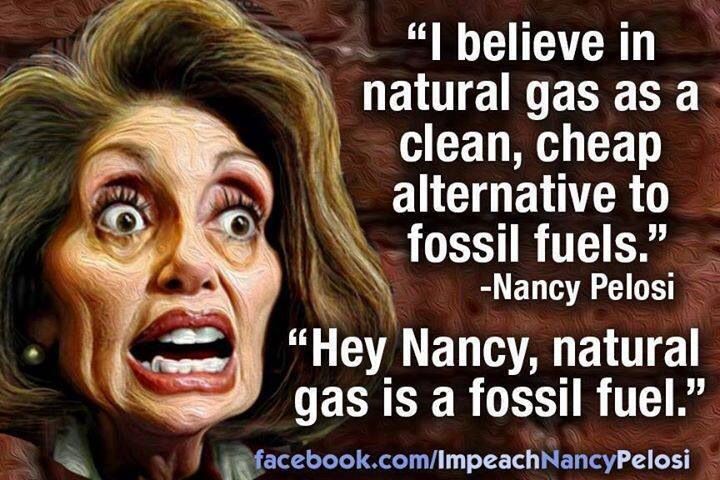 “I believe in
natural gas as a
clean, cheap
alternative to
fossil fuels.”
-Nancy Pelosi
“Hey Nancy, natural
gas is a fossil fuel.”
facebook.com/ImpeachNancyPelosi